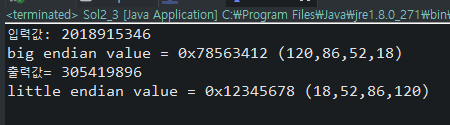 <terminated> Sol2_3 [Java Application] C:₩Program Files₩Java₩jre1.8.0_271₩bin₩
입력값: 2018915346
big endian value = 0x78563412 (120,86,52,18)
출력값= 305419896
little endian value = 0x12345678 (18,52,86,120)